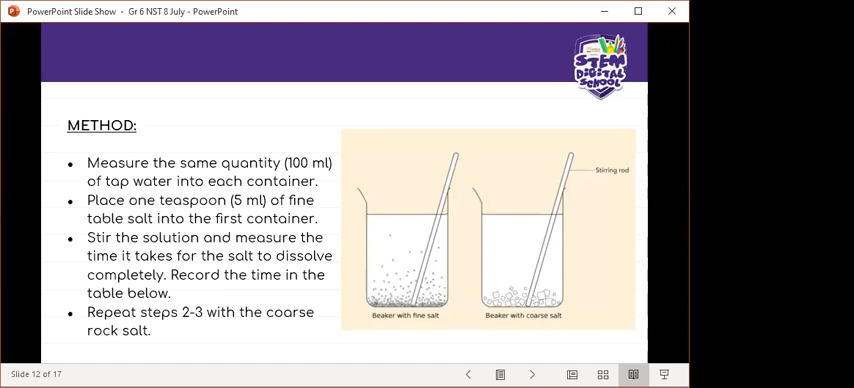 PowerPoint Slide Show - Gr 6 NST 8 July - PowerPoint
STEM
DIGITAL
SCHOOL
METHOD:
• Measure the same quantity (100 ml)
of tap water into each container.
• Place one teaspoon (5 ml) of fine
table salt into the first container.
• Stir the solution and measure the
time it takes for the salt to dissolve
completely. Record the time in the
table below.
• Repeat steps 2-3 with the coarse
rock salt.
Stirring rod
Beaker with fine salt
Beaker with coarse salt
Slide 12 of 17